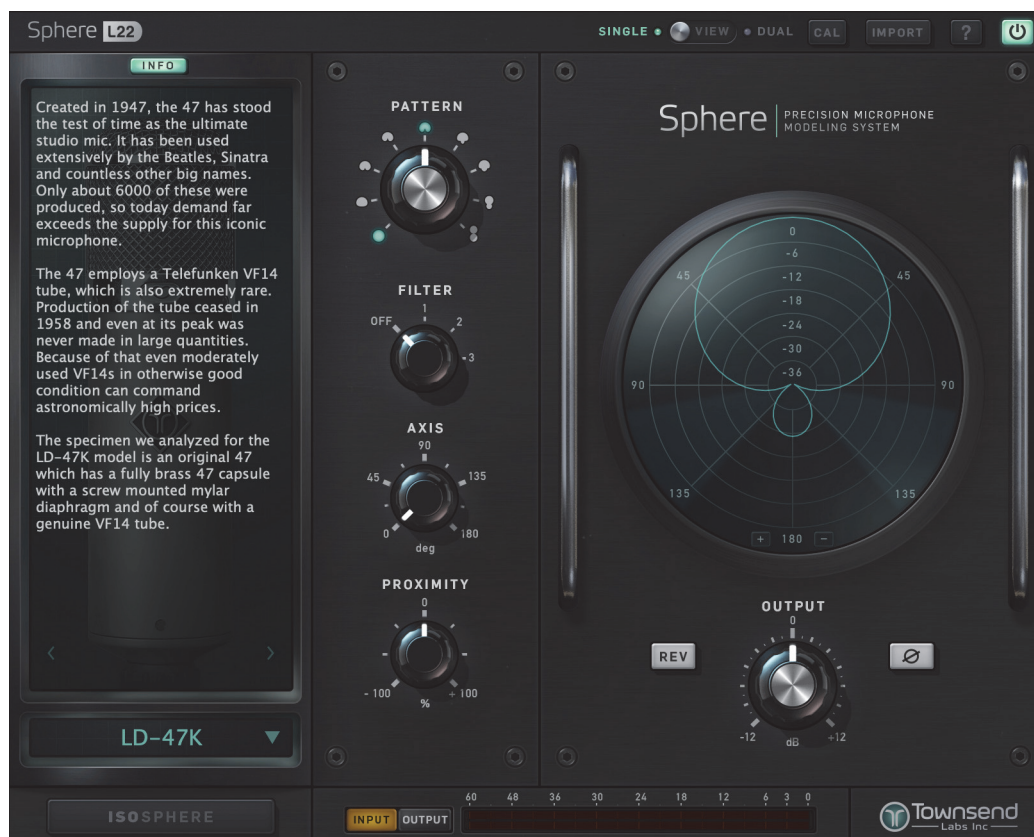 Sphere L22
SINGLE VIEW DUAL CAL IMPORT ?
INFO
Created in 1947, the 47 has stood
the test of time as the ultimate
studio mic. It has been used
extensively by the Beatles, Sinatra
and countless other big names.
Only about 6000 of these were
produced, so today demand far
exceeds the supply for this iconic
microphone.
The 47 employs a Telefunken VF14
tube, which is also extremely rare.
Production of the tube ceased in
1958 and even at its peak was
never made in large quantities.
Because of that even moderately
used VF14s in otherwise good
condition can command
astronomically high prices.
The specimen we analyzed for the
LD-47K model is an original 47
which has a fully brass 47 capsule
with a screw mounted mylar
diaphragm and of course with a
genuine VF14 tube.
LD-47K
ISOSPHERE
PATTERN
FILTER
OFF 1 2 3
AXIS
0 45 90 135 180
deg
PROXIMITY
0
- 100 + 100
%
Sphere PRECISION MICROPHONE
MODELING SYSTEM
0
-6
45 -12 45
-18
-24
-30
-36
90 90
135 135
+ 180 -
OUTPUT
0
REV Ø
-12 dB +12
INPUT OUTPUT
60 48 36 30 24 18 12 6 3 0
Townsend
Labs Inc